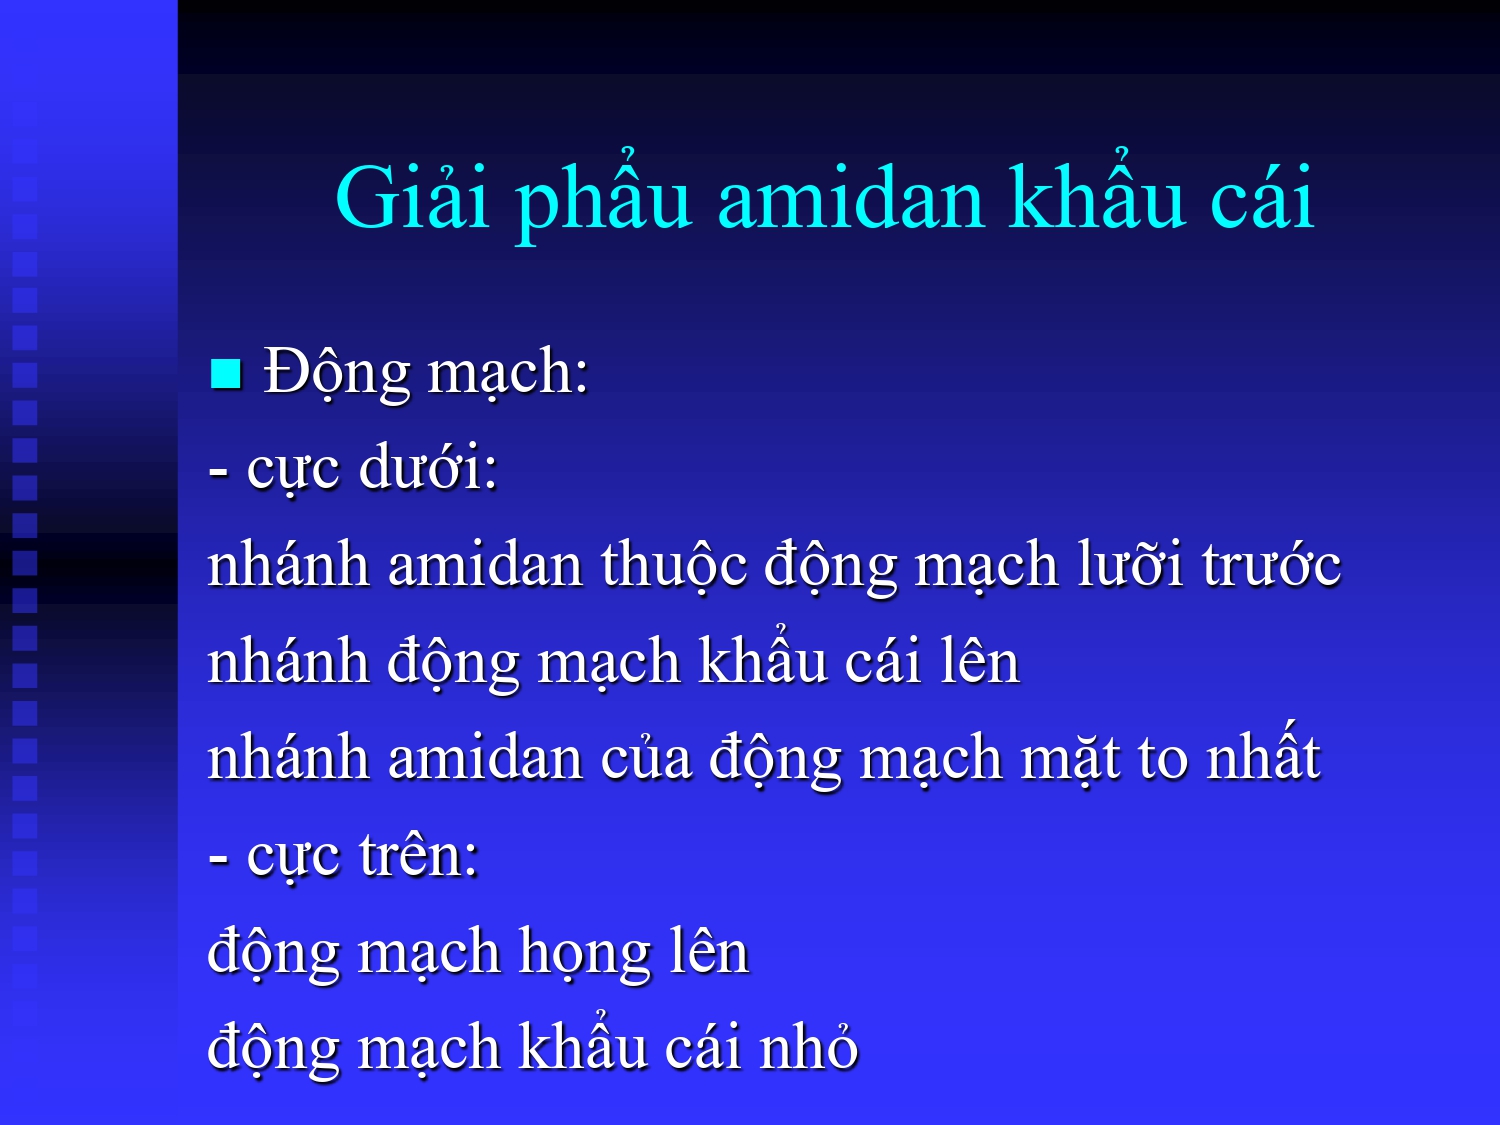 Giải phẩu amidan khẩu cái
Động mạch:
- cực dưới:
nhánh amidan thuộc động mạch lưỡi trước
nhánh động mạch khẩu cái lên
nhánh amidan của động mạch mặt to nhất
- cực trên:
động mạch họng lên
động mạch khẩu cái nhỏ